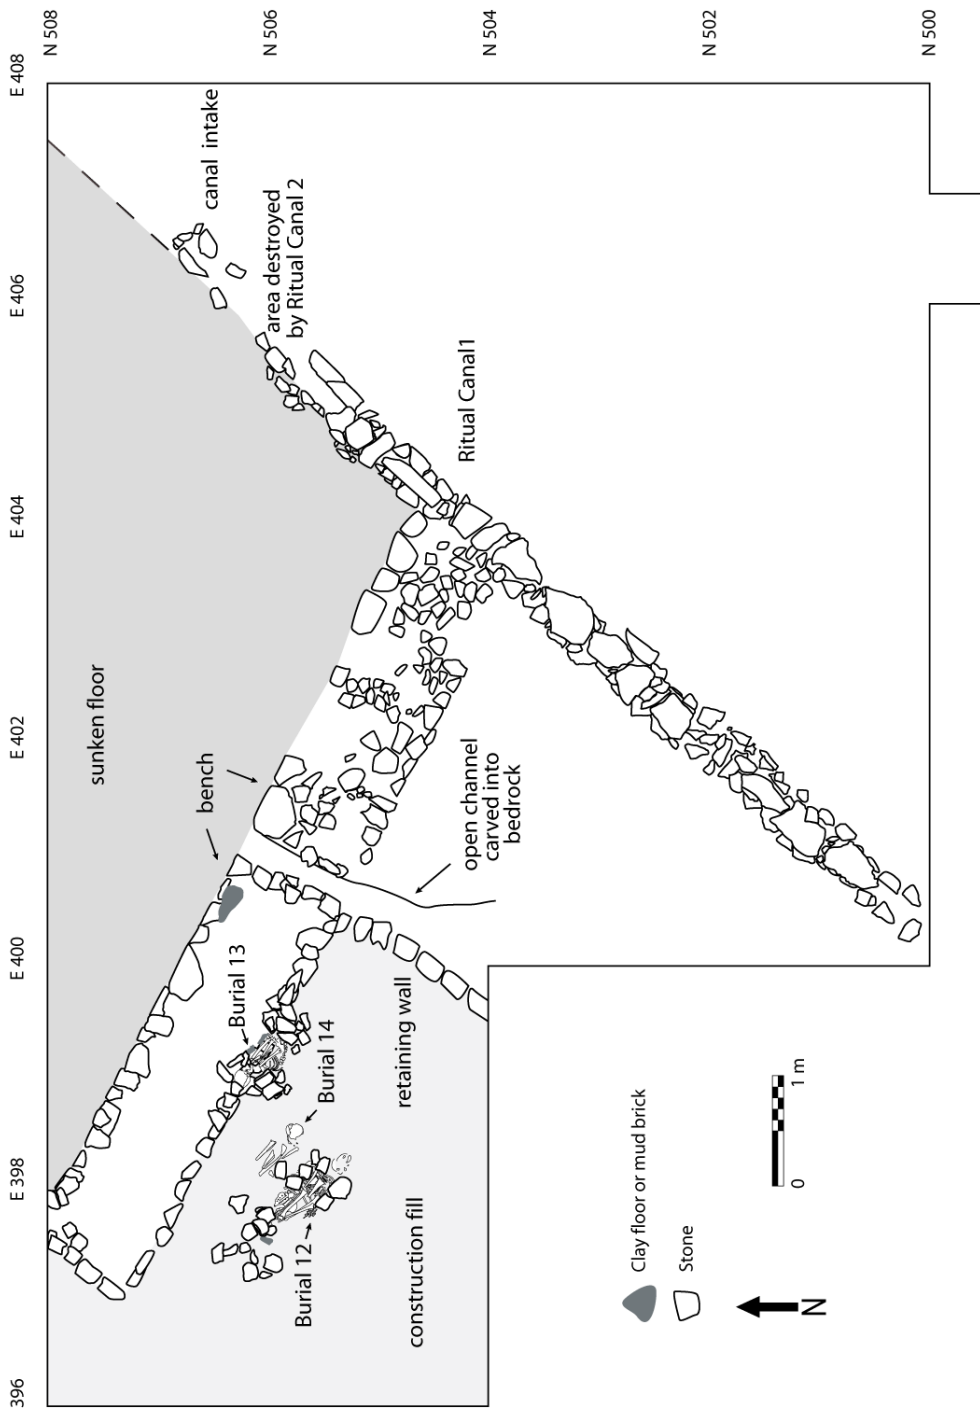 N 508
N 506
N 504
N 502
N 500
E 408
E 406
E 404
E 402
E 400
E 398
396
canal intake
area destroyed
by Ritual Canal 2
Ritual Canal1
sunken floor
bench
open channel
carved into
bedrock
Burial 13
Burial 14
Burial 12
retaining wall
construction fill
Clay floor or mud brick
Stone
0
1 m
N